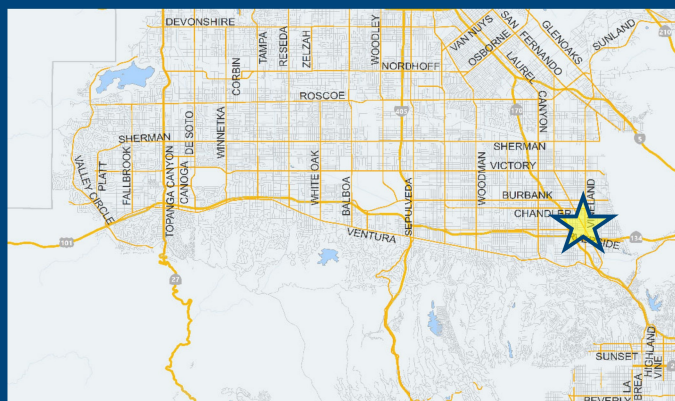 DEVONSHIRE
TAMPA
RESEDA
ZELZAH
WOODLEY
VAN NUYS
SAN FERNANDO
OSBORNE
GLENOAKS
SUNLAND
LAUREL CANYON
210
CORBIN
NORDHOFF
ROSCOE
405
170
5
SHERMAN
PLATT
FALLBROOK
VALLEY CIRCLE
TOPANGA CANYON
CANOGA
DE SOTO
WINNETKA
WHITE OAK
BALBOA
SEPULVEDA
WOODMAN
SHERMAN
VICTORY
BURBANK
CHANDLER
VENTURA
101
134
27
SUNSET
HIGHLAND
VINE
LA BREA
BEVERLY